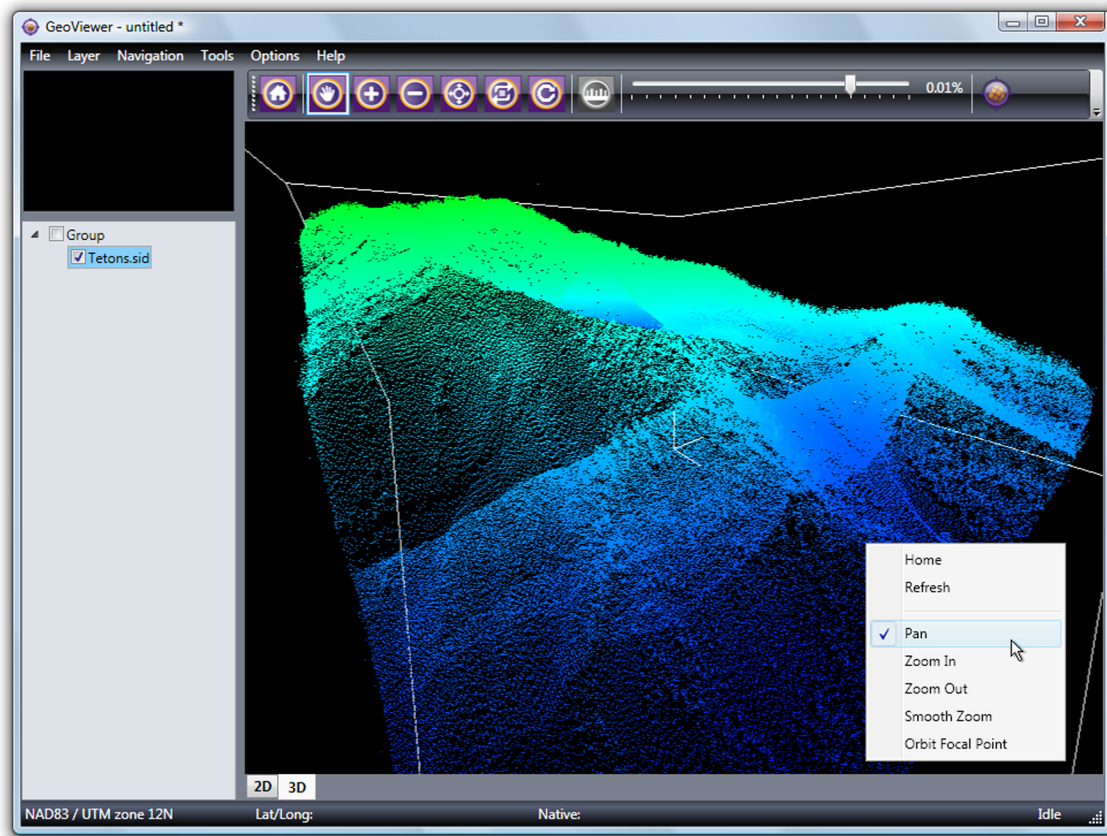 GeoViewer - untitled *
File Layer Navigation Tools Options Help
0.01%
Group
Tetons.sid
Home
Refresh
Pan
Zoom In
Zoom Out
Smooth Zoom
Orbit Focal Point
2D 3D
NAD83 / UTM zone 12N Lat/Long: Native: Idle